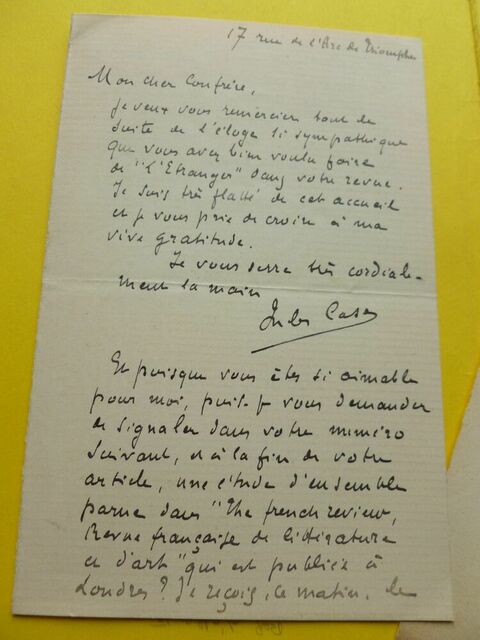 17 rue de l'Arc de Triomphe
Mon cher Confrère,
je veux vous remercier tout de
suite de l'éloge si sympathique
que vous avez bien voulu faire
de "L'Etranger" dans votre revue.
Je suis très flatté de cet accueil
et je vous prie de croire à ma
vive gratitude.
Je vous serre très cordiale-
ment la main
Jules Case
Et puisque vous êtes si aimable
pour moi, puis-je vous demander
de signaler dans votre numéro
suivant, et à la fin de votre
article, une étude d'ensemble
parue dans "The french review,
Revue française de littérature
et d'art" qui est publiée à
Londres? Je reçois, ce matin, le